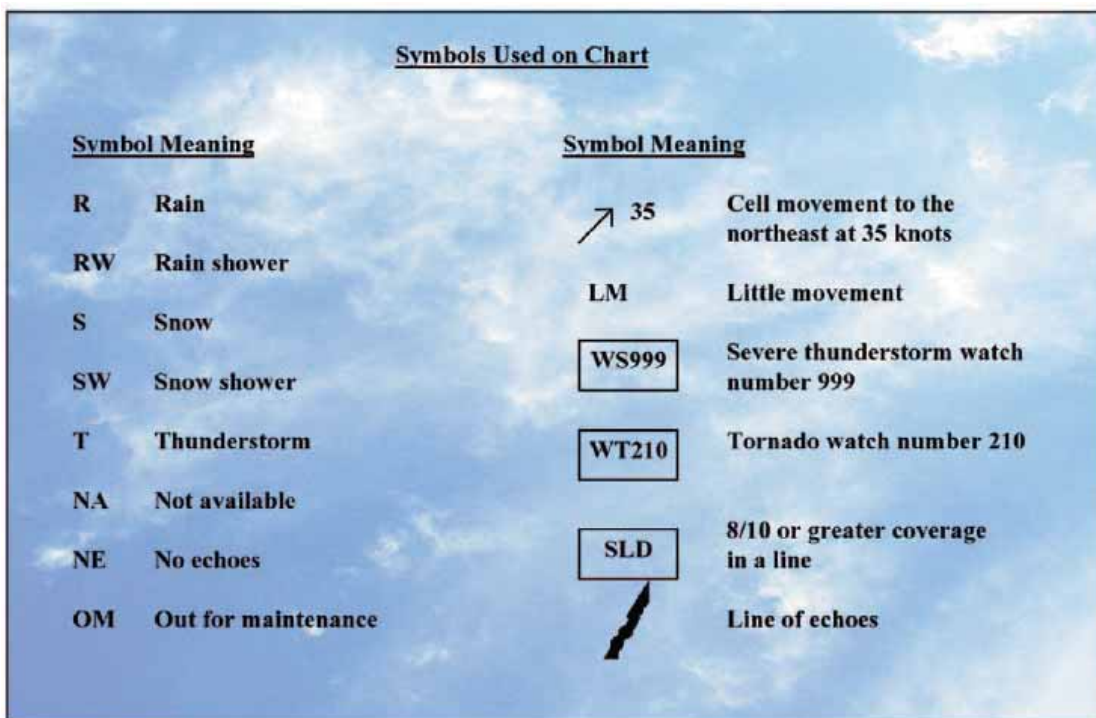 Symbols Used on Chart
Symbol Meaning
R Rain
RW Rain shower
S Snow
SW Snow shower
T Thunderstorm
NA Not available
NE No echoes
OM Out for maintenance
Symbol Meaning
35 Cell movement to the
northeast at 35 knots
LM Little movement
WS999 Severe thunderstorm watch
number 999
WT210 Tornado watch number 210
SLD 8/10 or greater coverage
in a line
Line of echoes